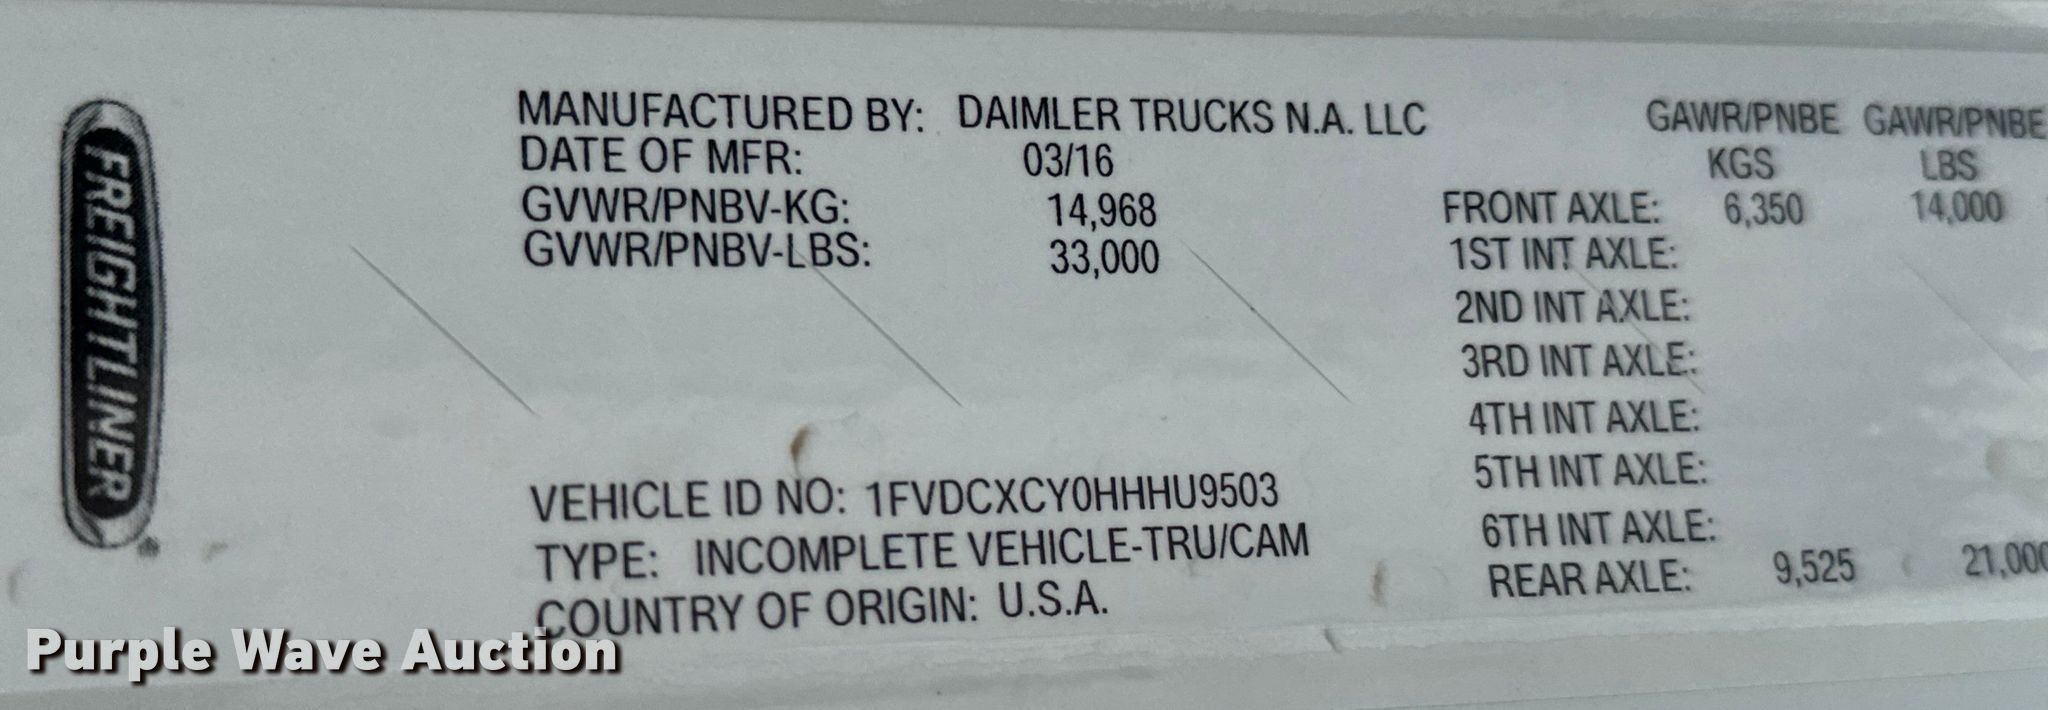 FREIGHTLINER
®
MANUFACTURED BY: DAIMLER TRUCKS N.A. LLC
DATE OF MFR: 03/16
GVWR/PNBV-KG: 14,968
GVWR/PNBV-LBS: 33,000
VEHICLE ID NO: 1FVDCXCY0HHHU9503
TYPE: INCOMPLETE VEHICLE-TRU/CAM
COUNTRY OF ORIGIN: U.S.A.
GAWR/PNBE GAWR/PNBE
KGS LBS
FRONT AXLE: 6,350 14,000
1ST INT AXLE:
2ND INT AXLE:
3RD INT AXLE:
4TH INT AXLE:
5TH INT AXLE:
6TH INT AXLE:
REAR AXLE: 9,525 21,000
Purple Wave Auction